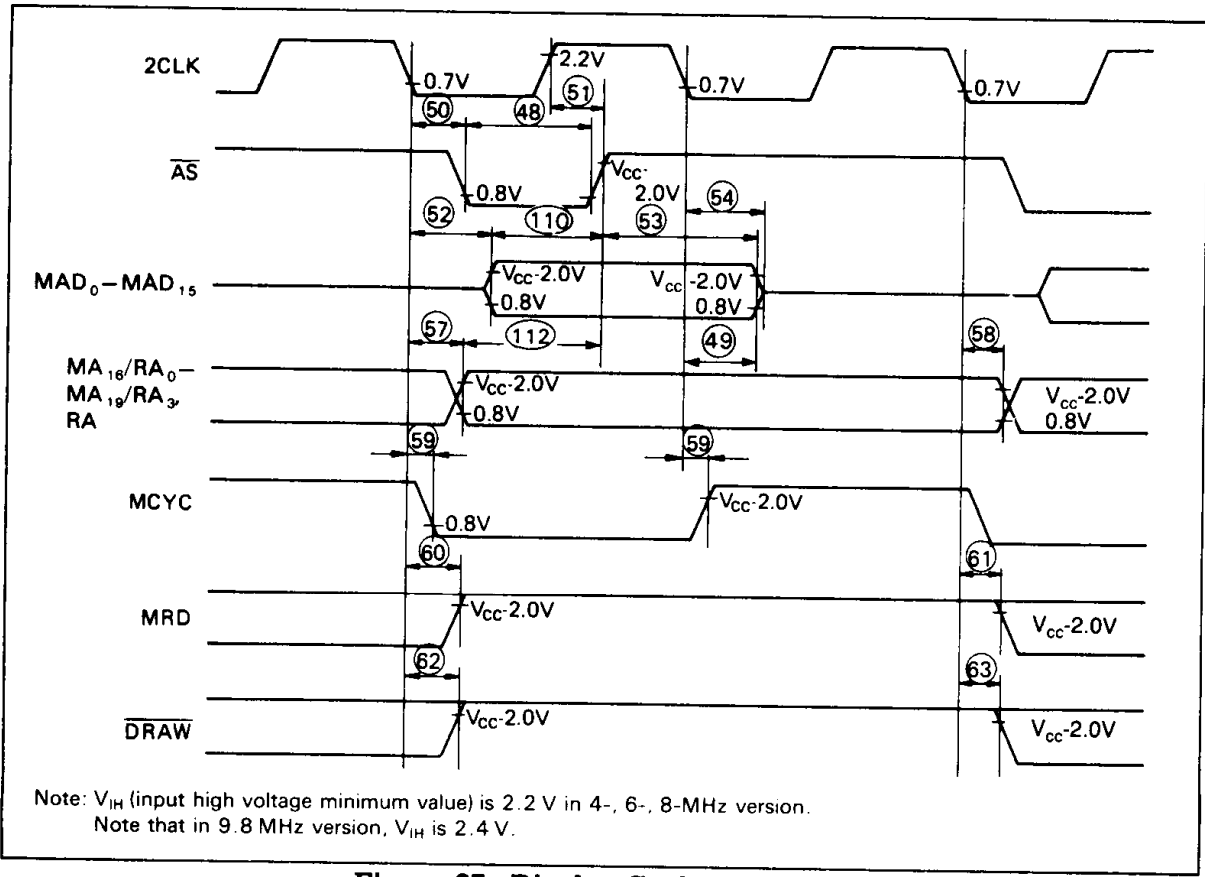 2CLK
0.7V
2.2V
0.7V
0.7V
50
48
51
AS
0.8V
VCC-
2.0V
52
110
53
54
MAD0–MAD15
VCC-2.0V
0.8V
VCC-2.0V
0.8V
57
112
49
58
MA16/RA0–
MA19/RA3,
RA
VCC-2.0V
0.8V
VCC-2.0V
0.8V
59
59
MCYC
0.8V
VCC-2.0V
60
61
MRD
VCC-2.0V
VCC-2.0V
62
63
DRAW
VCC-2.0V
VCC-2.0V
Note: VIH (input high voltage minimum value) is 2.2 V in 4-, 6-, 8-MHz version.
Note that in 9.8 MHz version, VIH is 2.4 V.